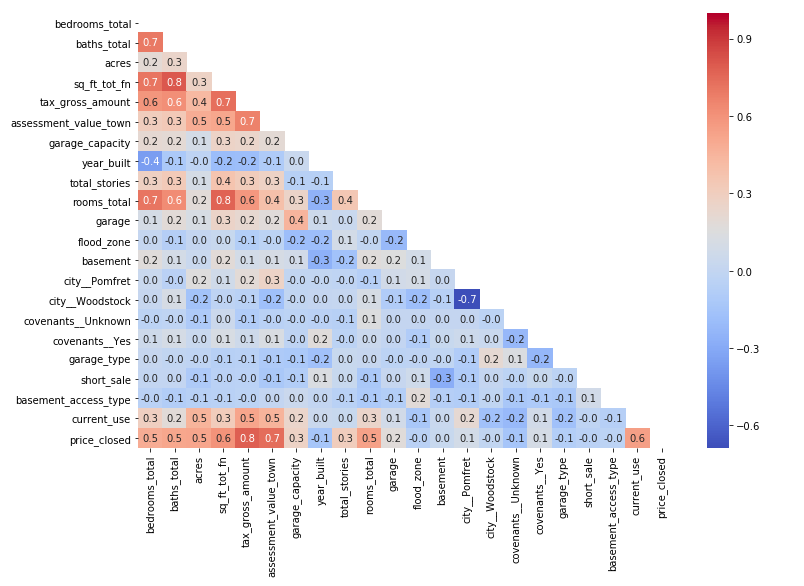 bedrooms_total
baths_total 0.7
acres 0.2 0.3
sq_ft_tot_fn 0.7 0.8 0.3
tax_gross_amount 0.6 0.6 0.4 0.7
assessment_value_town 0.3 0.3 0.5 0.5 0.7
garage_capacity 0.2 0.2 0.1 0.3 0.2 0.2
year_built -0.4 -0.1 -0.0 -0.2 -0.2 -0.1 0.0
total_stories 0.3 0.3 0.1 0.4 0.3 0.3 -0.1 -0.1
rooms_total 0.7 0.6 0.2 0.8 0.6 0.4 0.3 -0.3 0.4
garage 0.1 0.2 0.1 0.3 0.2 0.2 0.4 0.1 0.0 0.2
flood_zone 0.0 -0.1 0.0 0.0 -0.1 -0.0 -0.2 -0.2 0.1 -0.0 -0.2
basement 0.2 0.1 0.0 0.2 0.1 0.1 0.1 -0.3 -0.2 0.2 0.2 0.1
city__Pomfret 0.0 -0.0 0.2 0.1 0.2 0.3 -0.0 -0.0 -0.0 -0.1 0.1 0.1 0.0
city__Woodstock 0.0 0.1 -0.2 -0.0 -0.1 -0.2 -0.0 0.0 0.0 0.1 -0.1 -0.2 -0.1 -0.7
covenants__Unknown -0.0 -0.0 -0.1 0.0 -0.1 -0.0 -0.0 -0.0 -0.1 0.1 0.0 0.0 0.0 0.0 -0.0
covenants__Yes 0.1 0.1 0.0 0.1 0.1 0.1 -0.0 0.2 -0.0 0.0 0.0 -0.1 0.0 0.1 0.0 -0.2
garage_type 0.0 -0.0 -0.0 -0.1 -0.1 -0.1 -0.1 -0.2 0.0 0.0 -0.0 -0.0 -0.0 -0.1 0.2 0.1 -0.2
short_sale 0.0 0.0 -0.1 -0.0 -0.0 -0.1 -0.1 0.1 0.0 -0.1 0.0 0.1 -0.3 -0.1 0.0 -0.0 0.0 -0.0
basement_access_type -0.0 -0.1 -0.1 -0.1 -0.0 0.0 0.0 0.0 -0.1 -0.1 -0.1 0.2 -0.1 -0.1 -0.0 -0.1 -0.1 -0.0 0.1
current_use 0.3 0.2 0.5 0.3 0.5 0.5 0.2 0.0 0.0 0.3 0.1 -0.1 0.0 0.2 -0.2 -0.2 0.1 -0.2 -0.0 -0.1
price_closed 0.5 0.5 0.5 0.6 0.8 0.7 0.3 -0.1 0.3 0.5 0.2 -0.0 0.0 0.1 -0.0 -0.1 0.1 -0.1 -0.0 -0.0 0.6
bedrooms_total
baths_total
acres
sq_ft_tot_fn
tax_gross_amount
assessment_value_town
garage_capacity
year_built
total_stories
rooms_total
garage
flood_zone
basement
city__Pomfret
city__Woodstock
covenants__Unknown
covenants__Yes
garage_type
short_sale
basement_access_type
current_use
price_closed
0.9
0.6
0.3
0.0
−0.3
−0.6